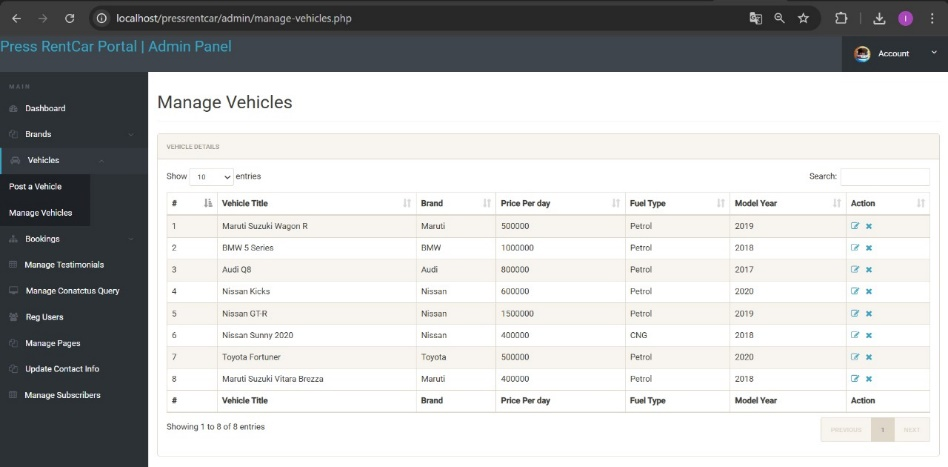 localhost/pressrentcar/admin/manage-vehicles.php
I
Press RentCar Portal | Admin Panel
Account
MAIN
Dashboard
Brands
Vehicles
Post a Vehicle
Manage Vehicles
Bookings
Manage Testimonials
Manage Conatctus Query
Reg Users
Manage Pages
Update Contact Info
Manage Subscribers
Manage Vehicles
VEHICLE DETAILS
Show 10 entries Search:
# Vehicle Title Brand Price Per day Fuel Type Model Year Action
1 Maruti Suzuki Wagon R Maruti 500000 Petrol 2019
2 BMW 5 Series BMW 1000000 Petrol 2018
3 Audi Q8 Audi 800000 Petrol 2017
4 Nissan Kicks Nissan 600000 Petrol 2020
5 Nissan GT-R Nissan 1500000 Petrol 2019
6 Nissan Sunny 2020 Nissan 400000 CNG 2018
7 Toyota Fortuner Toyota 500000 Petrol 2020
8 Maruti Suzuki Vitara Brezza Maruti 400000 Petrol 2018
# Vehicle Title Brand Price Per day Fuel Type Model Year Action
Showing 1 to 8 of 8 entries
PREVIOUS 1 NEXT